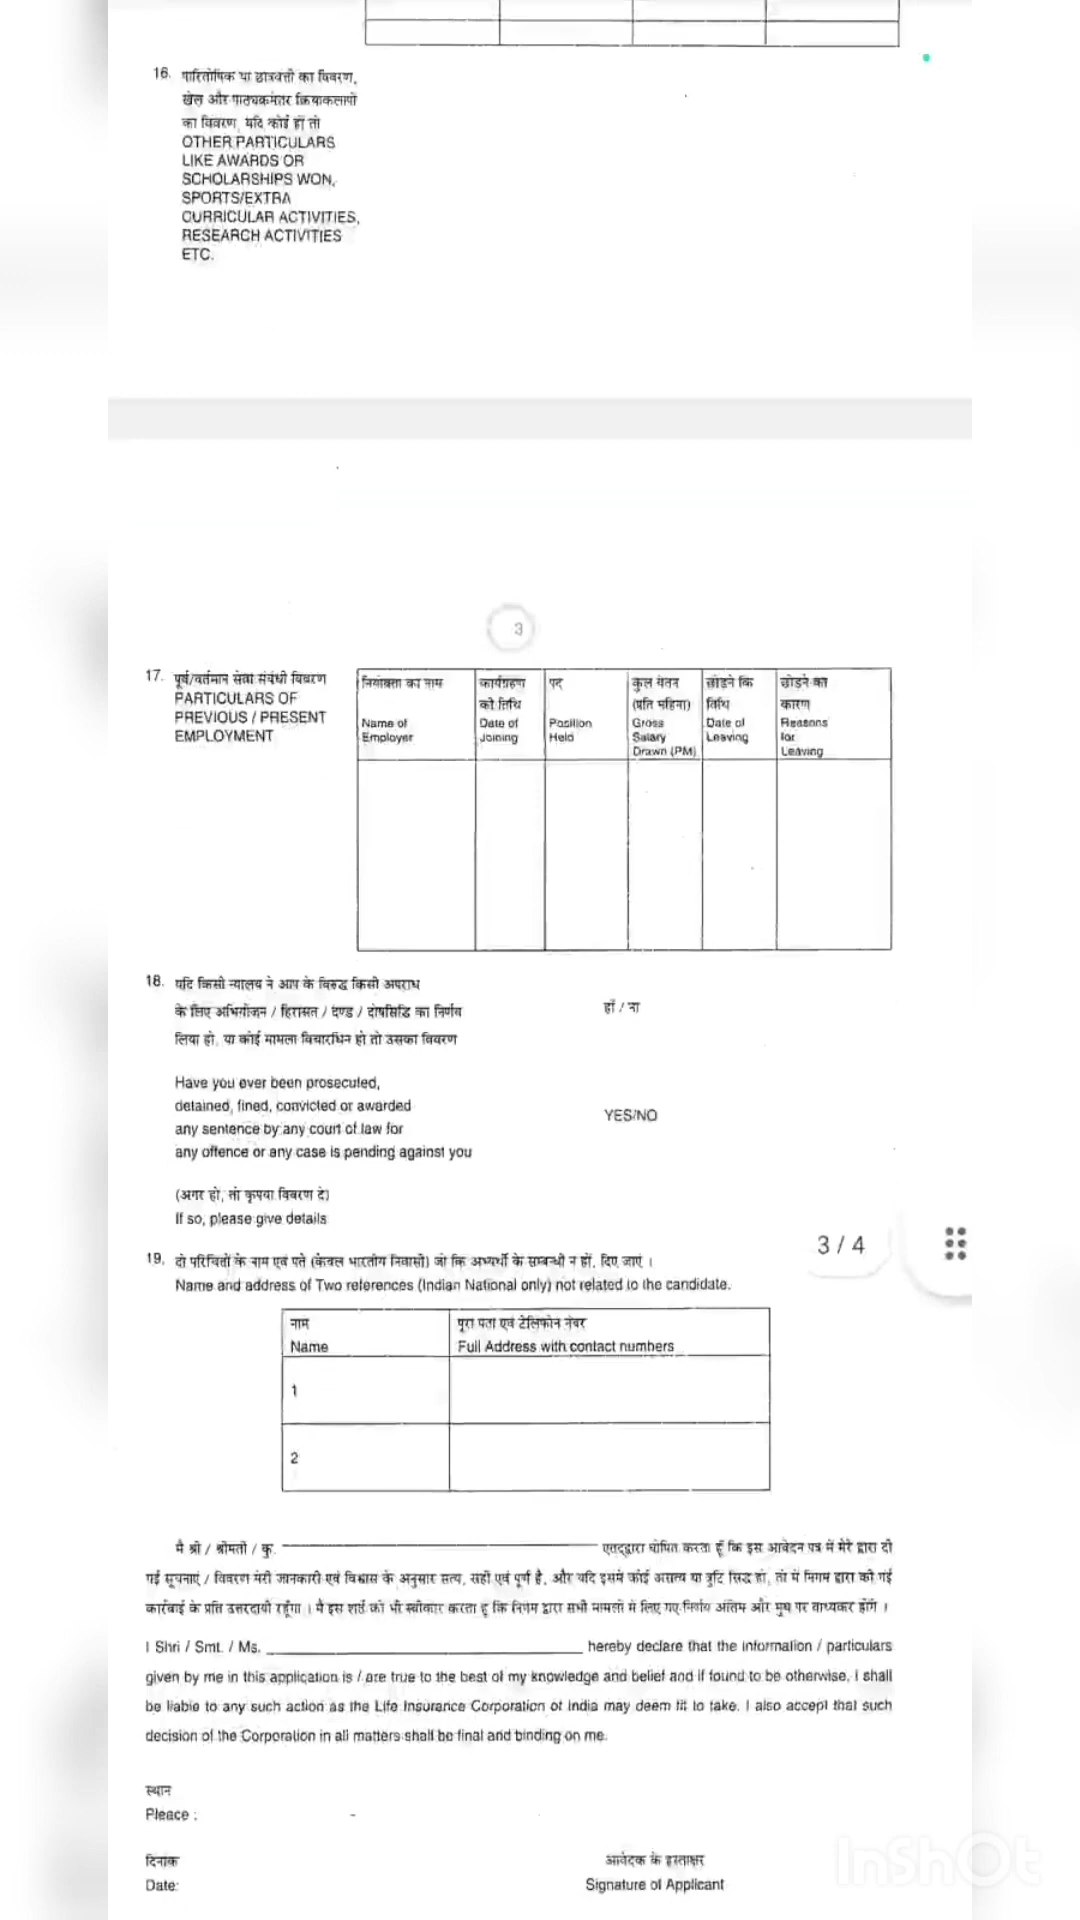 16. पारितोषिक या छात्रवृत्ती का विवरण,
खेल और पाठ्यक्रमेतर क्रियाकलापों
का विवरण, यदि कोई हों तो
OTHER PARTICULARS
LIKE AWARDS OR
SCHOLARSHIPS WON,
SPORTS/EXTRA
CURRICULAR ACTIVITIES,
RESEARCH ACTIVITIES
ETC.
3
17. पूर्व/वर्तमान सेवा संबंधी विवरण
PARTICULARS OF
PREVIOUS / PRESENT
EMPLOYMENT
नियोक्ता का नाम
Name of
Employer
कार्यग्रहण
की तिथि
Date of
Joining
पद
Position
Held
कुल वेतन
(प्रति महिना)
Gross
Salary
Drawn (PM)
छोडने कि
तिथि
Date of
Leaving
छोडने का
कारण
Reasons
for
Leaving
18. यदि किसी न्यालय ने आप के विरुद्ध किसी अपराध
के लिए अभियोजन / हिरासत / दण्ड / दोषसिद्धि का निर्णय
लिया हो, या कोई मामला विचारधिन हो तो उसका विवरण
हाँ / ना
Have you ever been prosecuted,
detained, fined, convicted or awarded
any sentence by any court of law for
any offence or any case is pending against you
YES/NO
(अगर हो, तो कृपया विवरण दे)
If so, please give details
3 / 4
19. दो परिचितों के नाम एवं पते (केवल भारतीय निवासी) जो कि अभ्यर्थी के सम्बन्धी न हों, दिए जाएं ।
Name and address of Two references (Indian National only) not related to the candidate.
नाम
Name
पूरा पता एवं टेलिफोन नंबर
Full Address with contact numbers
1
2
मै श्री / श्रीमती / कु. एतद्द्वारा घोषित करता हूँ कि इस आवेदन पत्र में मेरे द्वारा दी
गई सूचनाएं / विवरण मेरी जानकारी एवं विश्वास के अनुसार सत्य, सही एवं पूर्ण है, और यदि इसमें कोई असत्य या त्रुटि सिद्ध हो, तो मै निगम द्वारा की गई
कार्रवाई के प्रति उत्तरदायी रहूँगा । मै इस शर्त को भी स्वीकार करता हूं कि निगम द्वारा सभी मामलों में लिए गए निर्णय अंतिम और मुझ पर बाध्यकर होंगे ।
I Shri / Smt. / Ms. hereby declare that the information / particulars
given by me in this application is / are true to the best of my knowledge and belief and if found to be otherwise, I shall
be liable to any such action as the Life Insurance Corporation of India may deem fit to take. I also accept that such
decision of the Corporation in all matters shall be final and binding on me.
स्थान
Pleace :
दिनांक
Date:
आवेदक के हस्ताक्षर
Signature of Applicant
InShOt